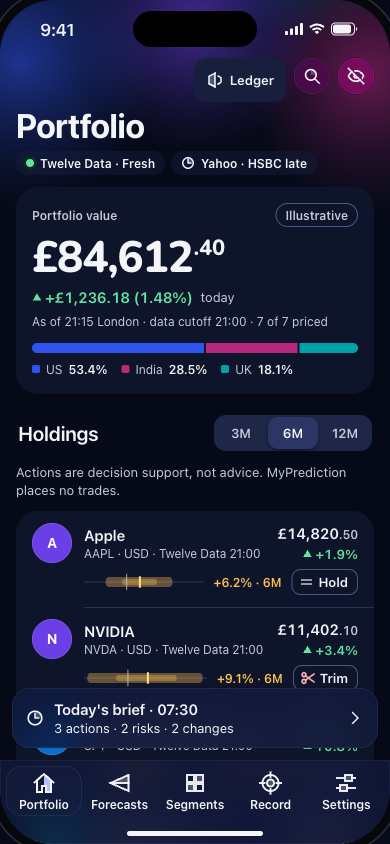 9:41
Ledger
Portfolio
Twelve Data · Fresh
Yahoo · HSBC late
Portfolio value
Illustrative
£84,612.40
+£1,236.18 (1.48%) today
As of 21:15 London · data cutoff 21:00 · 7 of 7 priced
US 53.4% India 28.5% UK 18.1%
Holdings
3M 6M 12M
Actions are decision support, not advice. MyPrediction
places no trades.
A
Apple
£14,820.50
AAPL · USD · Twelve Data 21:00
+1.9%
+6.2% · 6M
Hold
N
NVIDIA
£11,402.10
NVDA · USD · Twelve Data 21:00
+3.4%
+9.1% · 6M
Trim
Today's brief · 07:30
3 actions · 2 risks · 2 changes
Portfolio
Forecasts
Segments
Record
Settings